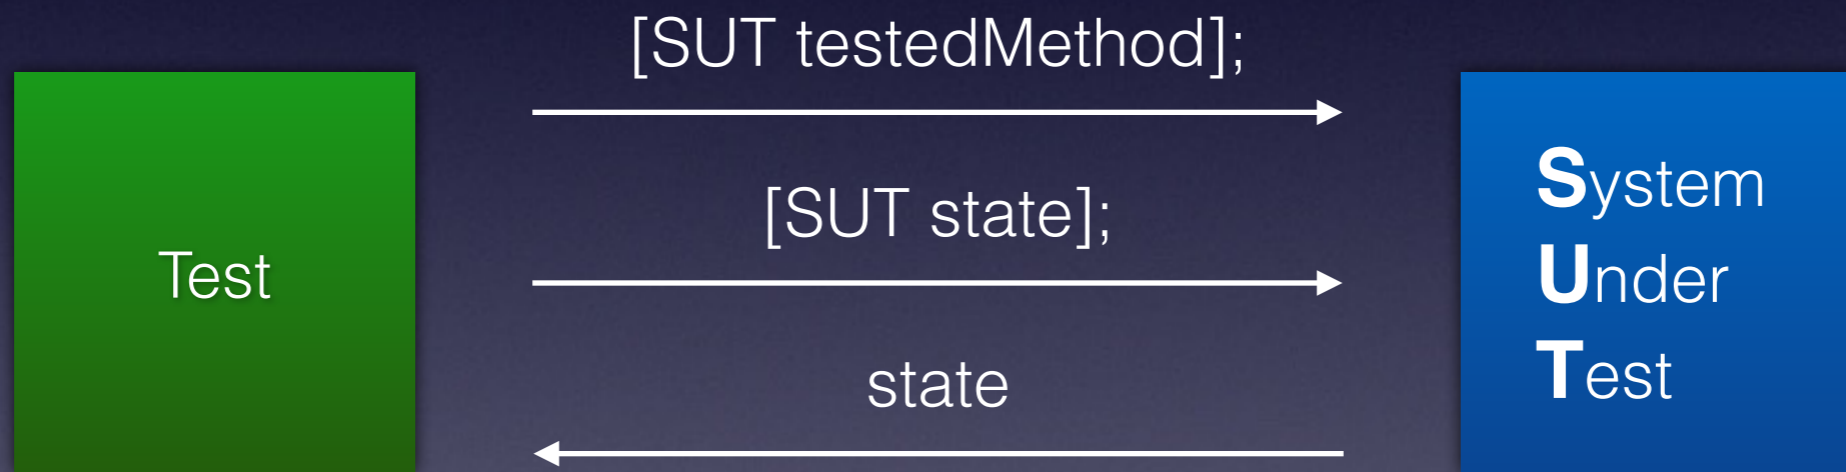 [SUT testedMethod];
[SUT state];
Test
state
System
Under
Test